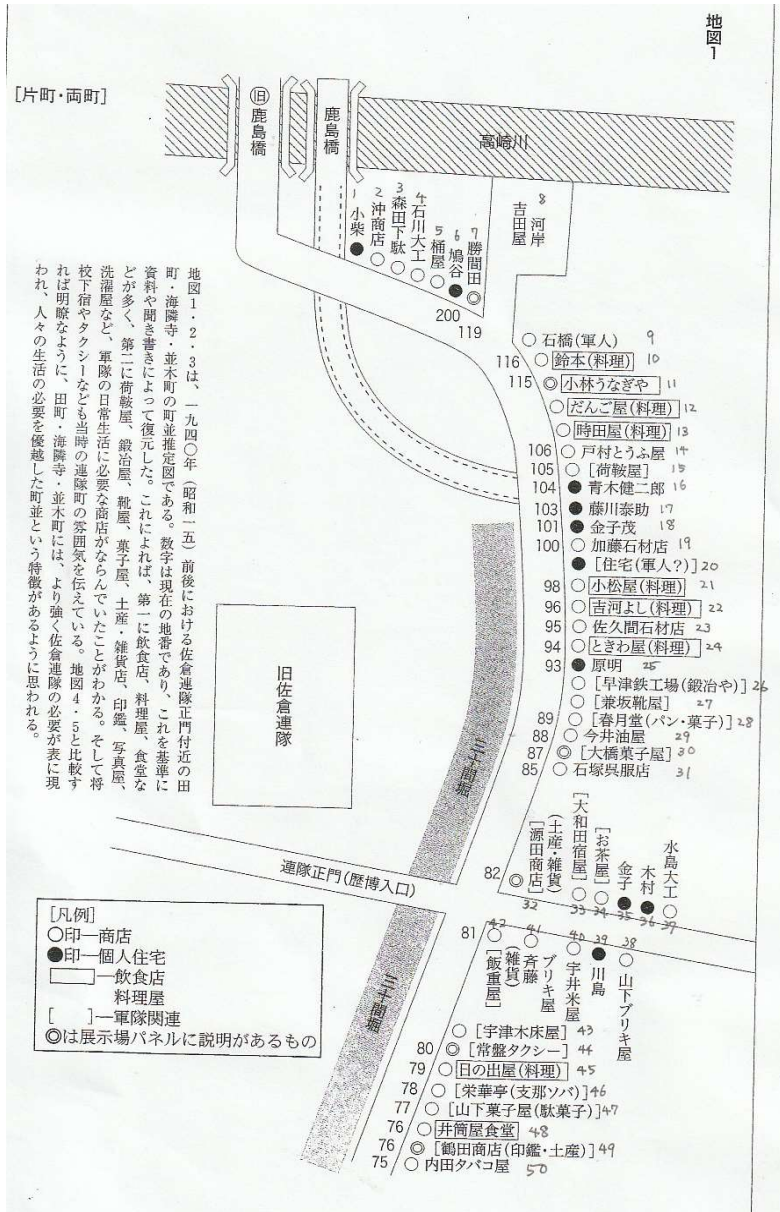 地図1
[片町・両町]
旧鹿島橋
鹿島橋
高崎川
1 小柴
2 沖商店
3 森田下駄
4 石川大工
5 桶屋
6 鳩谷
7 勝間田
8 河岸
吉田屋
200
119
石橋(軍人) 9
116 鈴本(料理) 10
115 小林うなぎや 11
だんご屋(料理) 12
時田屋(料理) 13
106 戸村とうふ屋 14
105 [荷鞍屋] 15
104 青木健二郎 16
103 藤川泰助 17
101 金子茂 18
100 加藤石材店 19
[住宅(軍人?)] 20
98 小松屋(料理) 21
96 吉河よし(料理) 22
95 佐久間石材店 23
94 ときわ屋(料理) 24
93 原明 25
[早津鉄工場(鍛冶や)] 26
[兼坂靴屋] 27
89 [春月堂(パン・菓子)] 28
88 今井油屋 29
87 [大橋菓子屋] 30
85 石塚呉服店 31
地図1・2・3は、一九四〇年(昭和一五)前後における佐倉連隊正門付近の田
町・海隣寺・並木町の町並推定図である。数字は現在の地番であり、これを基準に
資料や聞き書きによって復元した。これによれば、第一に飲食店、料理屋、食堂な
どが多く、第二に荷鞍屋、鍛冶屋、靴屋、菓子屋、土産・雑貨店、印鑑、写真屋、
洗濯屋など、軍隊の日常生活に必要な商店がならんでいたことがわかる。そして将
校下宿やタクシーなども当時の連隊町の雰囲気を伝えている。地図4・5と比較す
れば明瞭なように、田町・海隣寺・並木町には、より強く佐倉連隊の必要が表に現
われ、人々の生活の必要を優越した町並という特徴があるように思われる。
旧佐倉連隊
三十間堀
連隊正門(歴博入口)
82
(土産・雑貨)
[源田商店] 32
[大和田宿屋] 33
[お茶屋] 34
金子 35
木村 36
水島大工 37
81
42 [飯重屋]
(雑貨)
41 斉藤
ブリキ屋
40 宇井米屋
39 川島
38 山下ブリキ屋
三十間堀
[宇津木床屋] 43
80 [常盤タクシー] 44
79 日の出屋(料理) 45
78 [栄華亭(支那ソバ)] 46
77 [山下菓子屋(駄菓子)] 47
76 井筒屋食堂 48
76 [鶴田商店(印鑑・土産)] 49
75 内田タバコ屋 50
[凡例]
○印―商店
●印―個人住宅
―飲食店
料理屋
[ ]―軍隊関連
◎は展示場パネルに説明があるもの